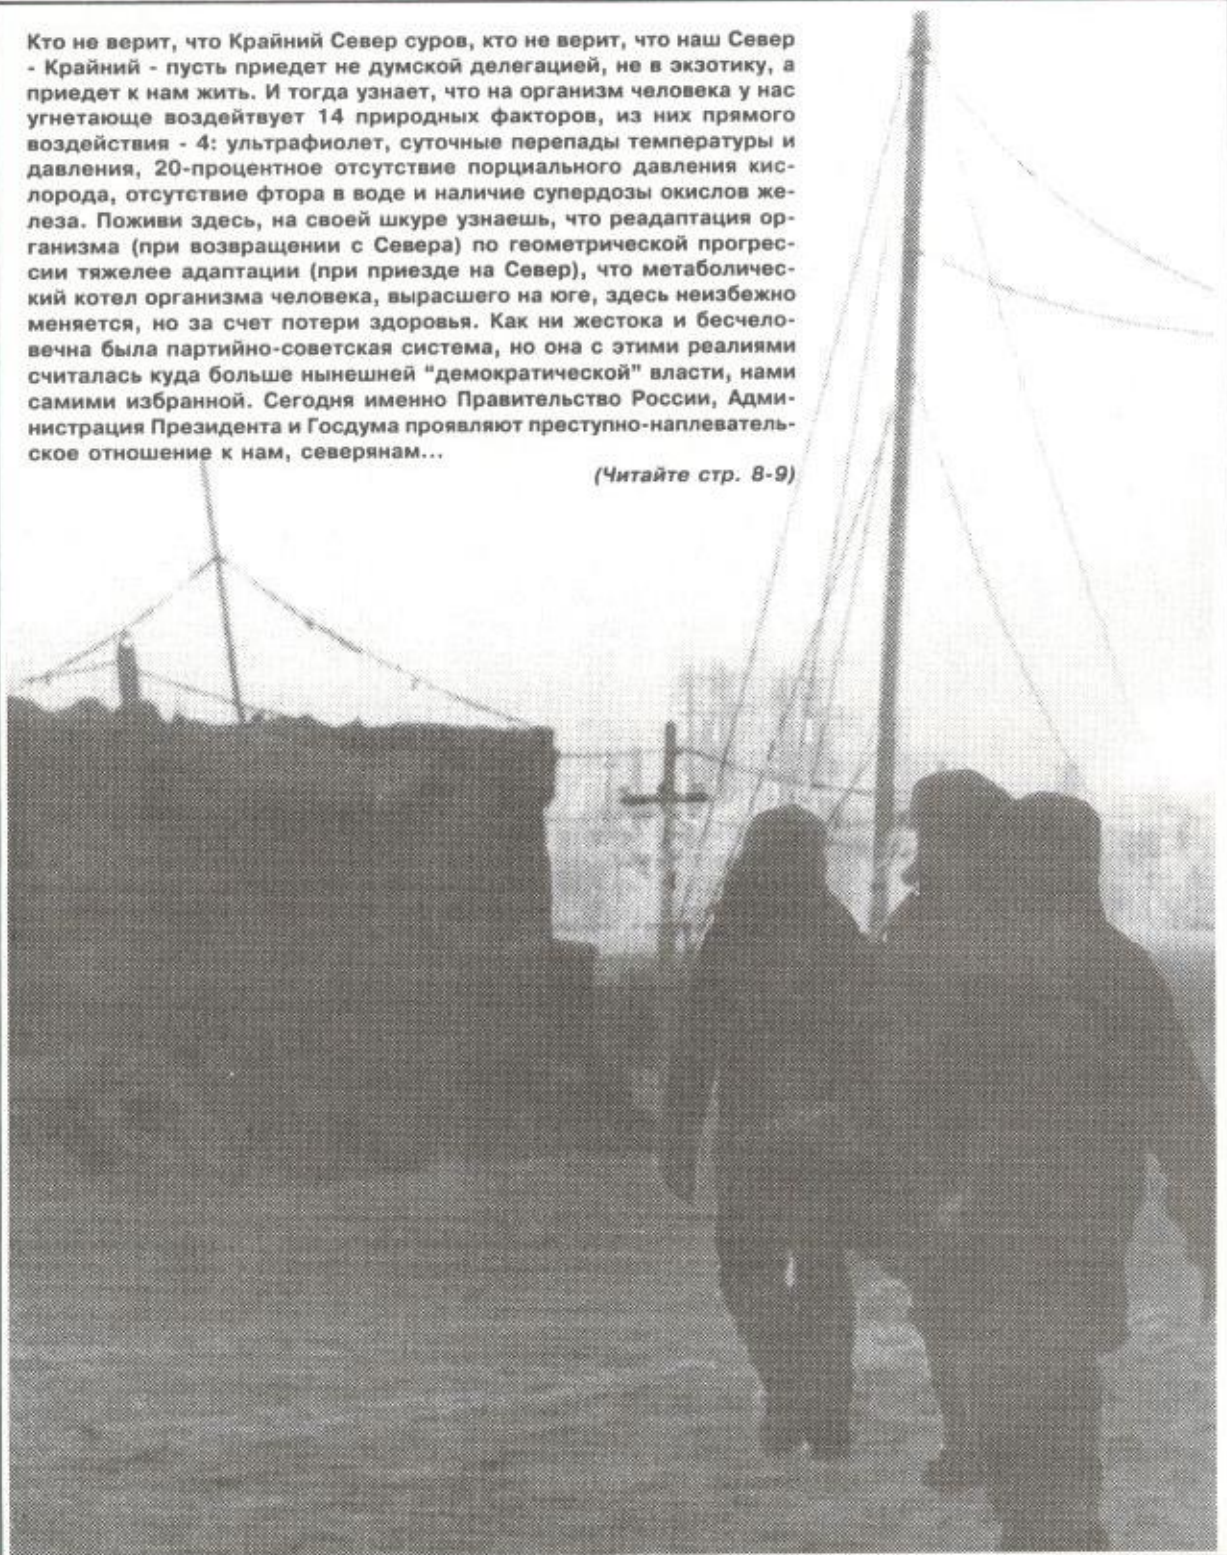 Кто не верит, что Крайний Север суров, кто не верит, что наш Север
- Крайний - пусть приедет не думской делегацией, не в экзотику, а
приедет к нам жить. И тогда узнает, что на организм человека у нас
угнетающе воздейтвует 14 природных факторов, из них прямого
воздействия - 4: ультрафиолет, суточные перепады температуры и
давления, 20-процентное отсутствие порциального давления кис-
лорода, отсутствие фтора в воде и наличие супердозы окислов же-
леза. Поживи здесь, на своей шкуре узнаешь, что реадаптация ор-
ганизма (при возвращении с Севера) по геометрической прогрес-
сии тяжелее адаптации (при приезде на Север), что метаболичес-
кий котел организма человека, вырасшего на юге, здесь неизбежно
меняется, но за счет потери здоровья. Как ни жестока и бесчело-
вечна была партийно-советская система, но она с этими реалиями
считалась куда больше нынешней "демократической" власти, нами
самими избранной. Сегодня именно Правительство России, Адми-
нистрация Президента и Госдума проявляют преступно-наплеватель-
ское отношение к нам, северянам...
(Читайте стр. 8-9)